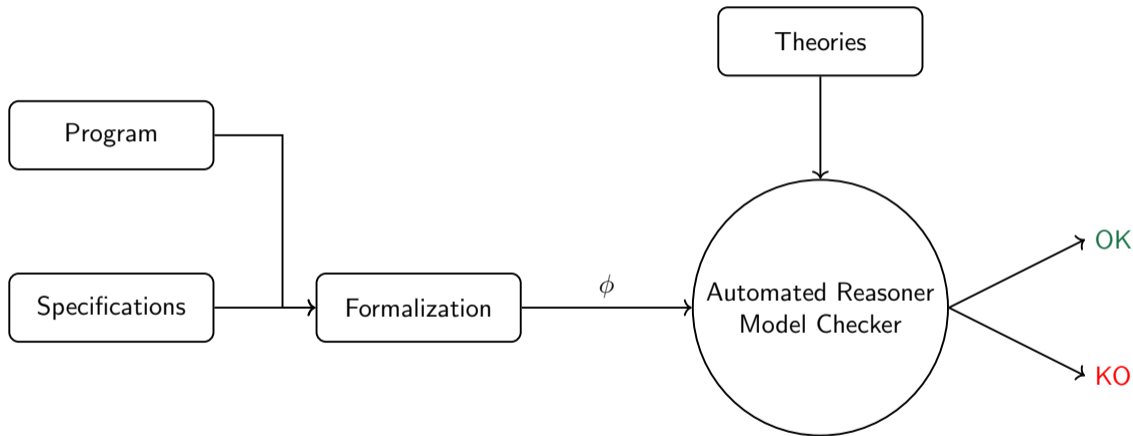 Theories
Program
Specifications
Formalization
ϕ
Automated Reasoner
Model Checker
OK
KO